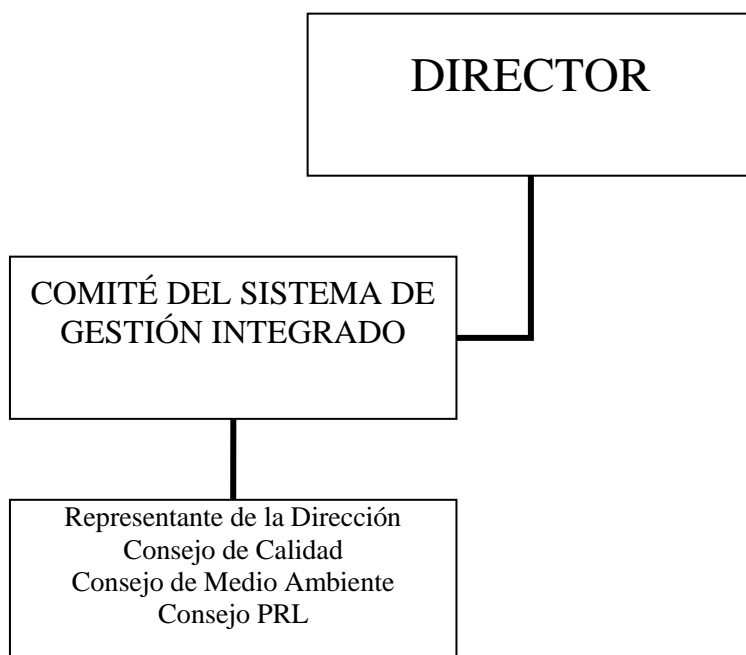 DIRECTOR
COMITÉ DEL SISTEMA DE
GESTIÓN INTEGRADO
Representante de la Dirección
Consejo de Calidad
Consejo de Medio Ambiente
Consejo PRL